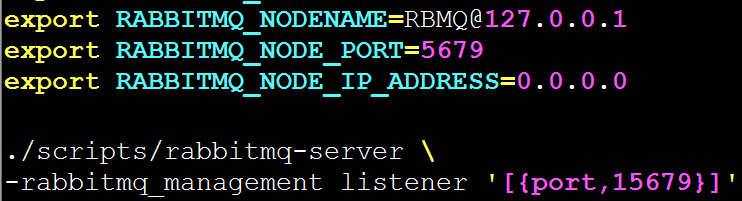 export RABBITMQ_NODENAME=RBMQ@127.0.0.1
export RABBITMQ_NODE_PORT=5679
export RABBITMQ_NODE_IP_ADDRESS=0.0.0.0
./scripts/rabbitmq-server \
-rabbitmq_management listener '[{port,15679}]'